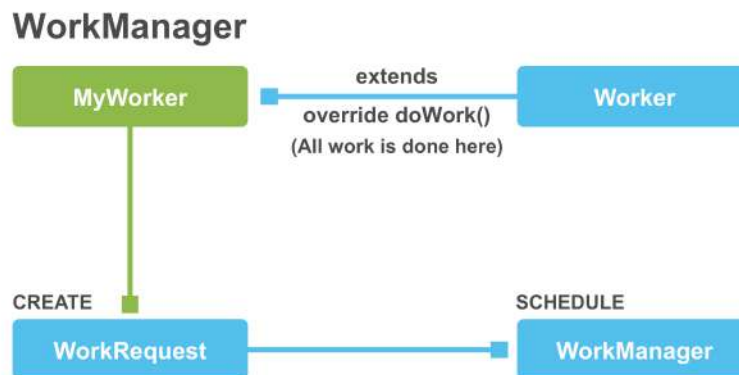 WorkManager
MyWorker
extends
Worker
override doWork()
(All work is done here)
CREATE
SCHEDULE
WorkRequest
WorkManager